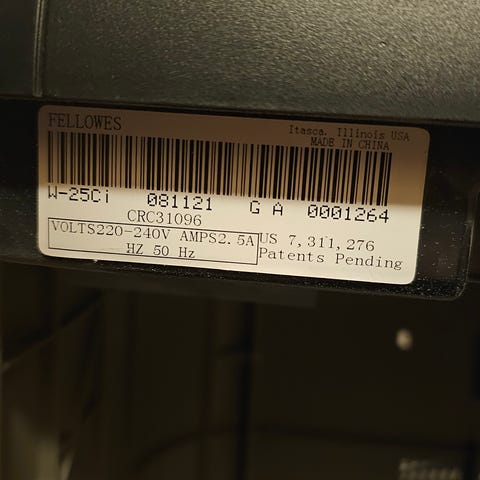 FELLOWES
Itasca, Illinois USA
MADE IN CHINA
W-25Ci 081121 G A 0001264
CRC31096
VOLTS220-240V AMPS2.5A
HZ 50 Hz
US 7,311,276
Patents Pending